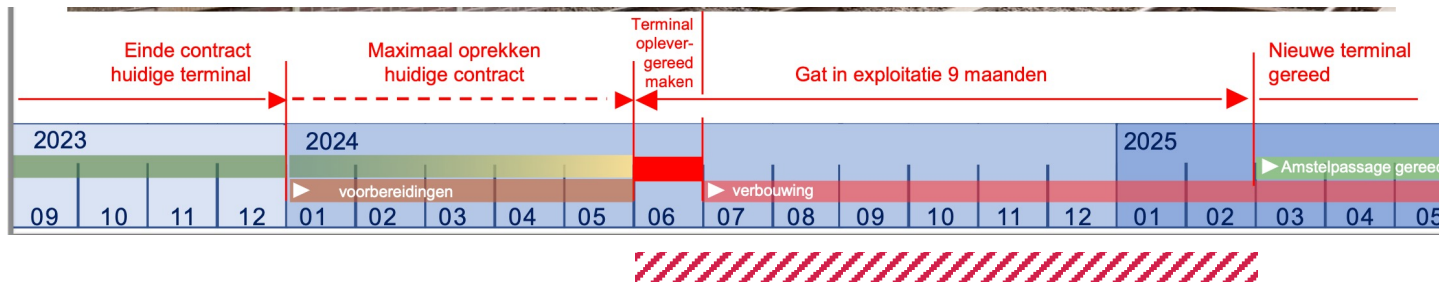 Einde contract
huidige terminal
Maximaal oprekken
huidige contract
Terminal
oplever-
gereed
maken
Gat in exploitatie 9 maanden
Nieuwe terminal
gereed
2023
2024
2025
Amstelpassage gereed
voorbereidingen
verbouwing
09 10 11 12 01 02 03 04 05 06 07 08 09 10 11 12 01 02 03 04 05